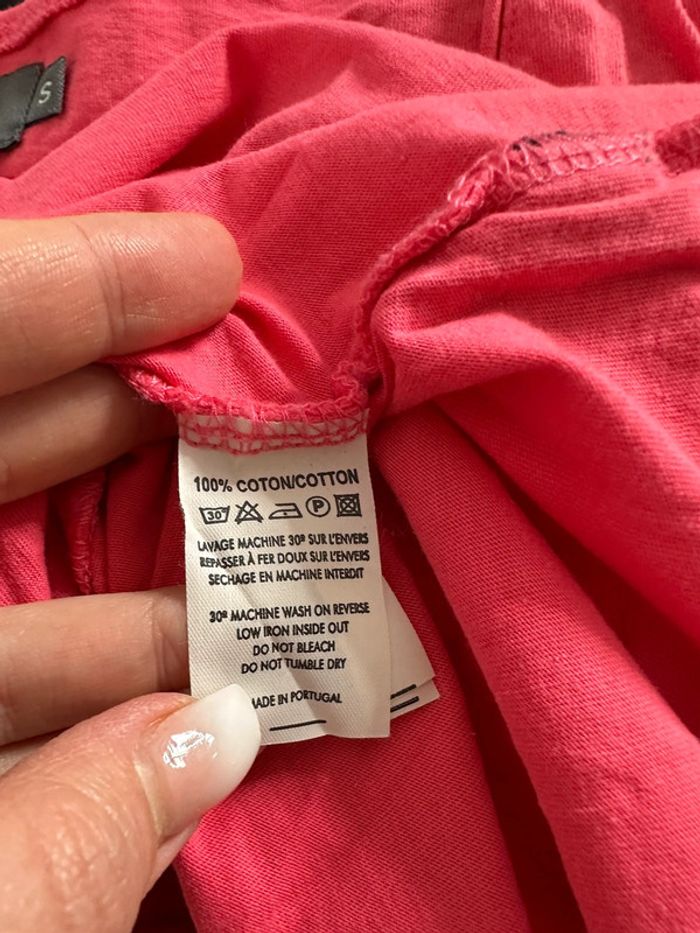 S
100% COTON/COTTON
30° P
LAVAGE MACHINE 30º SUR L'ENVERS
REPASSER À FER DOUX SUR L'ENVERS
SECHAGE EN MACHINE INTERDIT
30º MACHINE WASH ON REVERSE
LOW IRON INSIDE OUT
DO NOT BLEACH
DO NOT TUMBLE DRY
MADE IN PORTUGAL